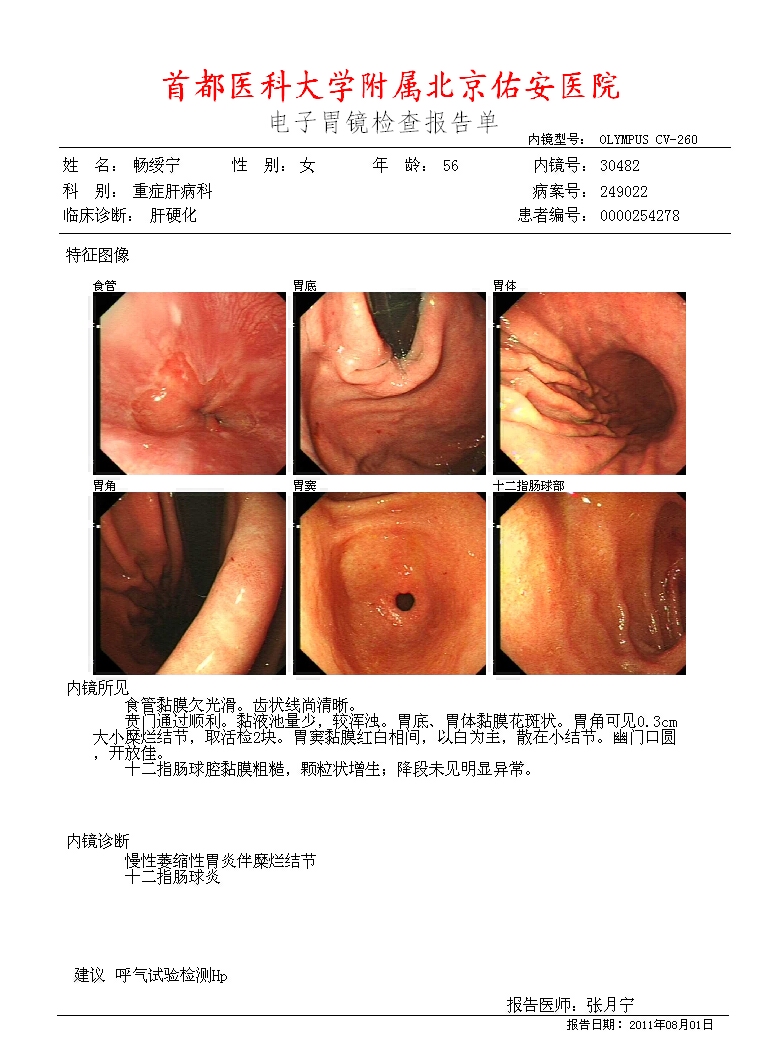 首都医科大学附属北京佑安医院
电子胃镜检查报告单
内镜型号： OLYMPUS CV-260
姓 名： 畅绥宁 性 别：女 年 龄： 56 内镜号：30482
科 别： 重症肝病科 病案号：249022
临床诊断： 肝硬化 患者编号：0000254278
特征图像
食管 胃底 胃体
胃角 胃窦 十二指肠球部
内镜所见
食管黏膜欠光滑。齿状线尚清晰。
贲门通过顺利。黏液池量少，较浑浊。胃底、胃体黏膜花斑状。胃角可见0.3cm
大小糜烂结节，取活检2块。胃窦黏膜红白相间，以白为主，散在小结节。幽门口圆
，开放佳。
十二指肠球腔黏膜粗糙，颗粒状增生；降段未见明显异常。
内镜诊断
慢性萎缩性胃炎伴糜烂结节
十二指肠球炎
建议 呼气试验检测Hp
报告医师：张月宁
报告日期：2011年08月01日